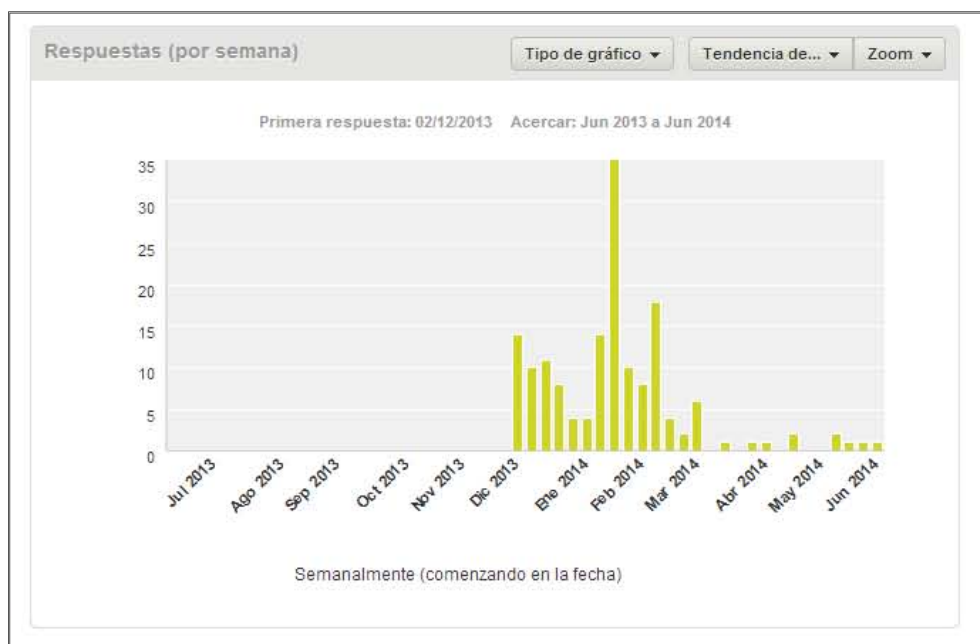 Respuestas (por semana)
Tipo de gráfico
Tendencia de...
Zoom
Primera respuesta: 02/12/2013 Acercar: Jun 2013 a Jun 2014
35
30
25
20
15
10
5
0
Jul 2013
Ago 2013
Sep 2013
Oct 2013
Nov 2013
Dic 2013
Ene 2014
Feb 2014
Mar 2014
Abr 2014
May 2014
Jun 2014
Semanalmente (comenzando en la fecha)